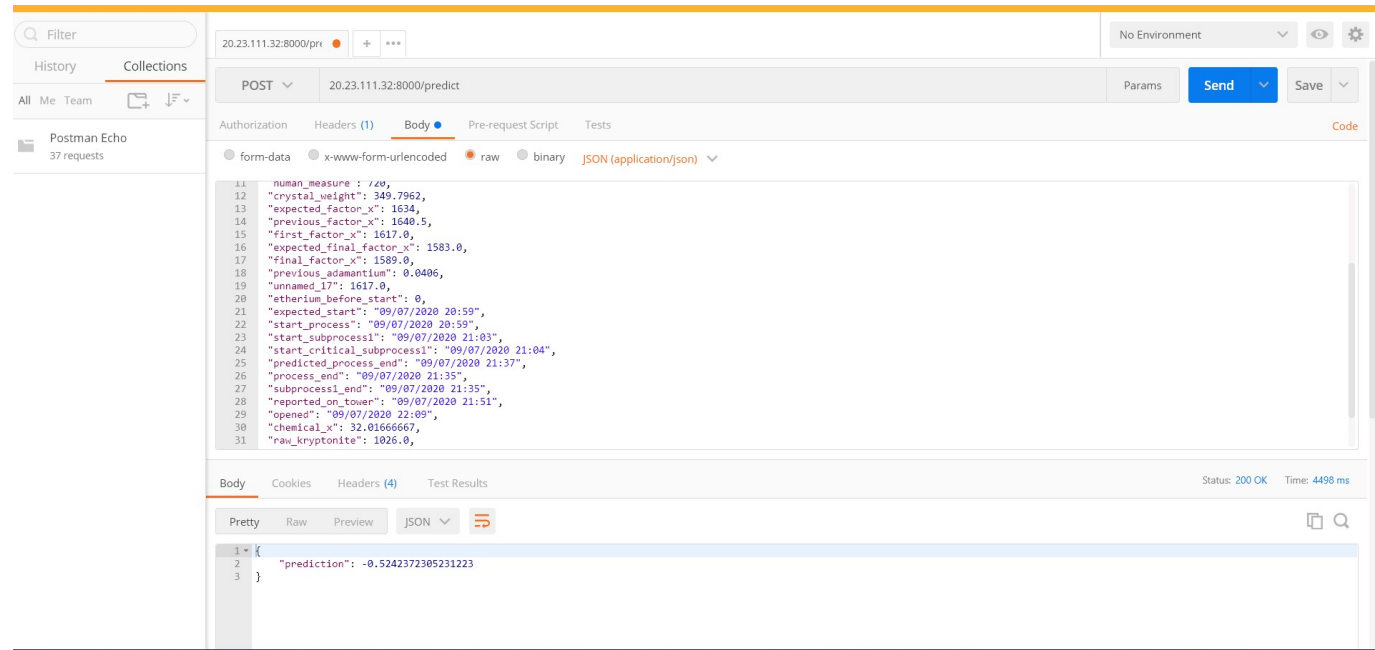 Filter
History Collections
All Me Team
Postman Echo
37 requests
20.23.111.32:8000/pre
No Environment
POST 20.23.111.32:8000/predict Params Send Save
Authorization Headers (1) Body Pre-request Script Tests Code
form-data x-www-form-urlencoded raw binary JSON (application/json)
11 "human_measure": 720,
12 "crystal_weight": 349.7962,
13 "expected_factor_x": 1634,
14 "previous_factor_x": 1640.5,
15 "first_factor_x": 1617.0,
16 "expected_final_factor_x": 1583.0,
17 "final_factor_x": 1589.0,
18 "previous_adamantium": 0.0406,
19 "unnamed_17": 1617.0,
20 "etherium_before_start": 0,
21 "expected_start": "09/07/2020 20:59",
22 "start_process": "09/07/2020 20:59",
23 "start_subprocess1": "09/07/2020 21:03",
24 "start_critical_subprocess1": "09/07/2020 21:04",
25 "predicted_process_end": "09/07/2020 21:37",
26 "process_end": "09/07/2020 21:35",
27 "subprocess1_end": "09/07/2020 21:35",
28 "reported_on_tower": "09/07/2020 21:51",
29 "opened": "09/07/2020 22:09",
30 "chemical_x": 32.01666667,
31 "raw_kryptonite": 1026.0,
Body Cookies Headers (4) Test Results Status: 200 OK Time: 4498 ms
Pretty Raw Preview JSON
1 {
2 "prediction": -0.5242372305231223
3 }